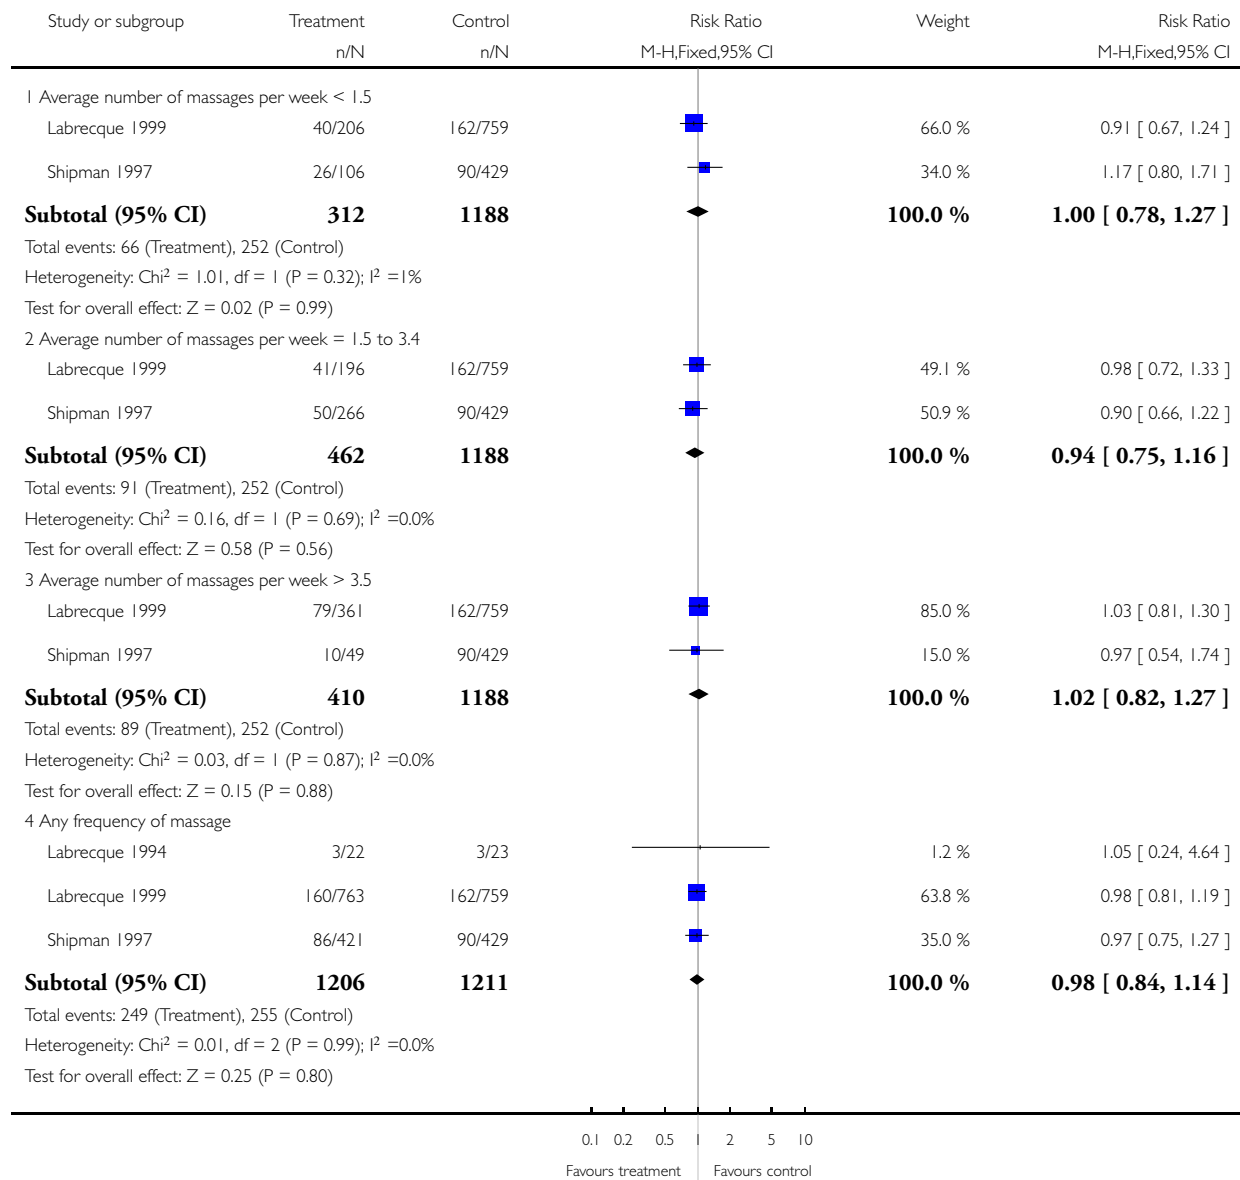 Study or subgroup Treatment Control Risk Ratio Weight Risk Ratio
n/N n/N M-H,Fixed,95% CI M-H,Fixed,95% CI
1 Average number of massages per week < 1.5
Labrecque 1999 40/206 162/759 66.0 % 0.91 [ 0.67, 1.24 ]
Shipman 1997 26/106 90/429 34.0 % 1.17 [ 0.80, 1.71 ]
Subtotal (95% CI) 312 1188 100.0 % 1.00 [ 0.78, 1.27 ]
Total events: 66 (Treatment), 252 (Control)
Heterogeneity: Chi² = 1.01, df = 1 (P = 0.32); I² =1%
Test for overall effect: Z = 0.02 (P = 0.99)
2 Average number of massages per week = 1.5 to 3.4
Labrecque 1999 41/196 162/759 49.1 % 0.98 [ 0.72, 1.33 ]
Shipman 1997 50/266 90/429 50.9 % 0.90 [ 0.66, 1.22 ]
Subtotal (95% CI) 462 1188 100.0 % 0.94 [ 0.75, 1.16 ]
Total events: 91 (Treatment), 252 (Control)
Heterogeneity: Chi² = 0.16, df = 1 (P = 0.69); I² =0.0%
Test for overall effect: Z = 0.58 (P = 0.56)
3 Average number of massages per week > 3.5
Labrecque 1999 79/361 162/759 85.0 % 1.03 [ 0.81, 1.30 ]
Shipman 1997 10/49 90/429 15.0 % 0.97 [ 0.54, 1.74 ]
Subtotal (95% CI) 410 1188 100.0 % 1.02 [ 0.82, 1.27 ]
Total events: 89 (Treatment), 252 (Control)
Heterogeneity: Chi² = 0.03, df = 1 (P = 0.87); I² =0.0%
Test for overall effect: Z = 0.15 (P = 0.88)
4 Any frequency of massage
Labrecque 1994 3/22 3/23 1.2 % 1.05 [ 0.24, 4.64 ]
Labrecque 1999 160/763 162/759 63.8 % 0.98 [ 0.81, 1.19 ]
Shipman 1997 86/421 90/429 35.0 % 0.97 [ 0.75, 1.27 ]
Subtotal (95% CI) 1206 1211 100.0 % 0.98 [ 0.84, 1.14 ]
Total events: 249 (Treatment), 255 (Control)
Heterogeneity: Chi² = 0.01, df = 2 (P = 0.99); I² =0.0%
Test for overall effect: Z = 0.25 (P = 0.80)
0.1 0.2 0.5 1 2 5 10
Favours treatment Favours control